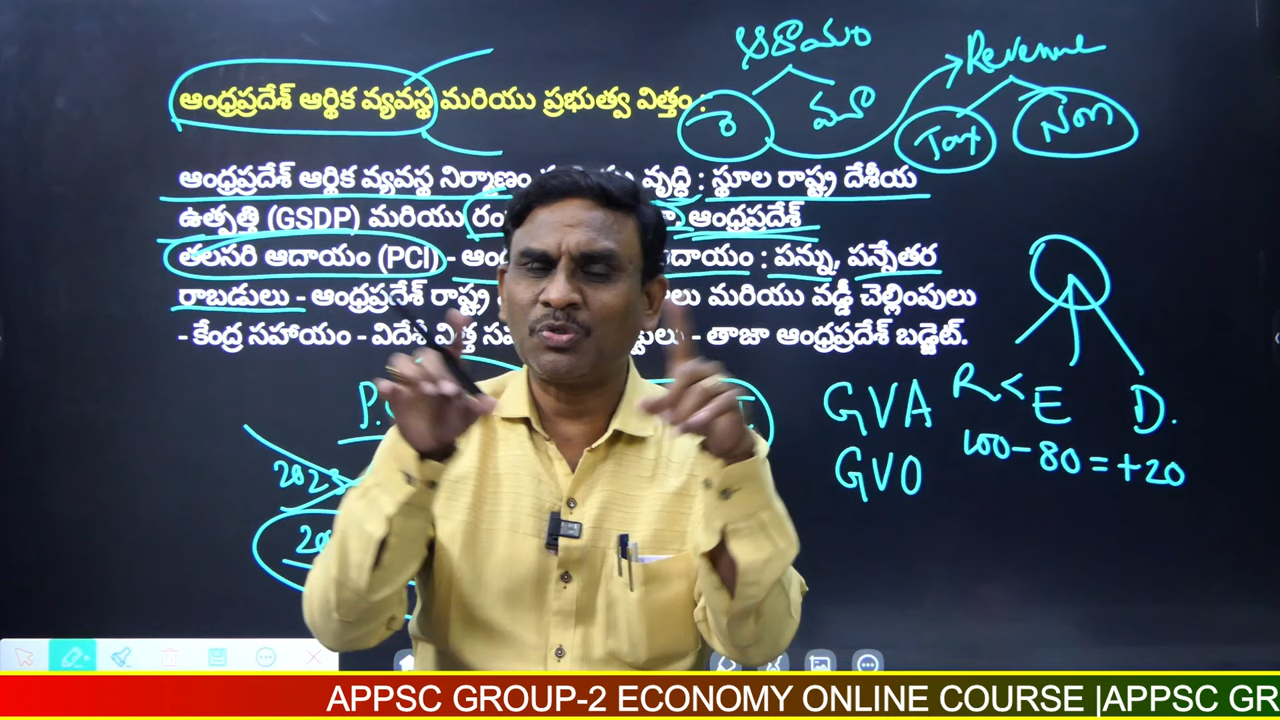 ఆదాయం
Revenue
రె
మూ
Tax
Non
ఆంధ్రప్రదేశ్ ఆర్థిక వ్యవస్థ మరియు ప్రభుత్వ విత్తం :
ఆంధ్రప్రదేశ్ ఆర్థిక వ్యవస్థ నిర్మాణం వృద్ధి : స్థూల రాష్ట్ర దేశీయ
ఉత్పత్తి (GSDP) మరియు ఆంధ్రప్రదేశ్
తలసరి ఆదాయం (PCI) - ఆదాయం : పన్ను, పన్నేతర
రాబడులు - ఆంధ్రప్రదేశ్ రాష్ట్ర మరియు వడ్డీ చెల్లింపులు
- కేంద్ర సహాయం - విదేశీ విత్త - తాజా ఆంధ్రప్రదేశ్ బడ్జెట్.
GVA
R < E
D.
GVO
100 - 80 = +20
APPSC GROUP-2 ECONOMY ONLINE COURSE |APPSC GR